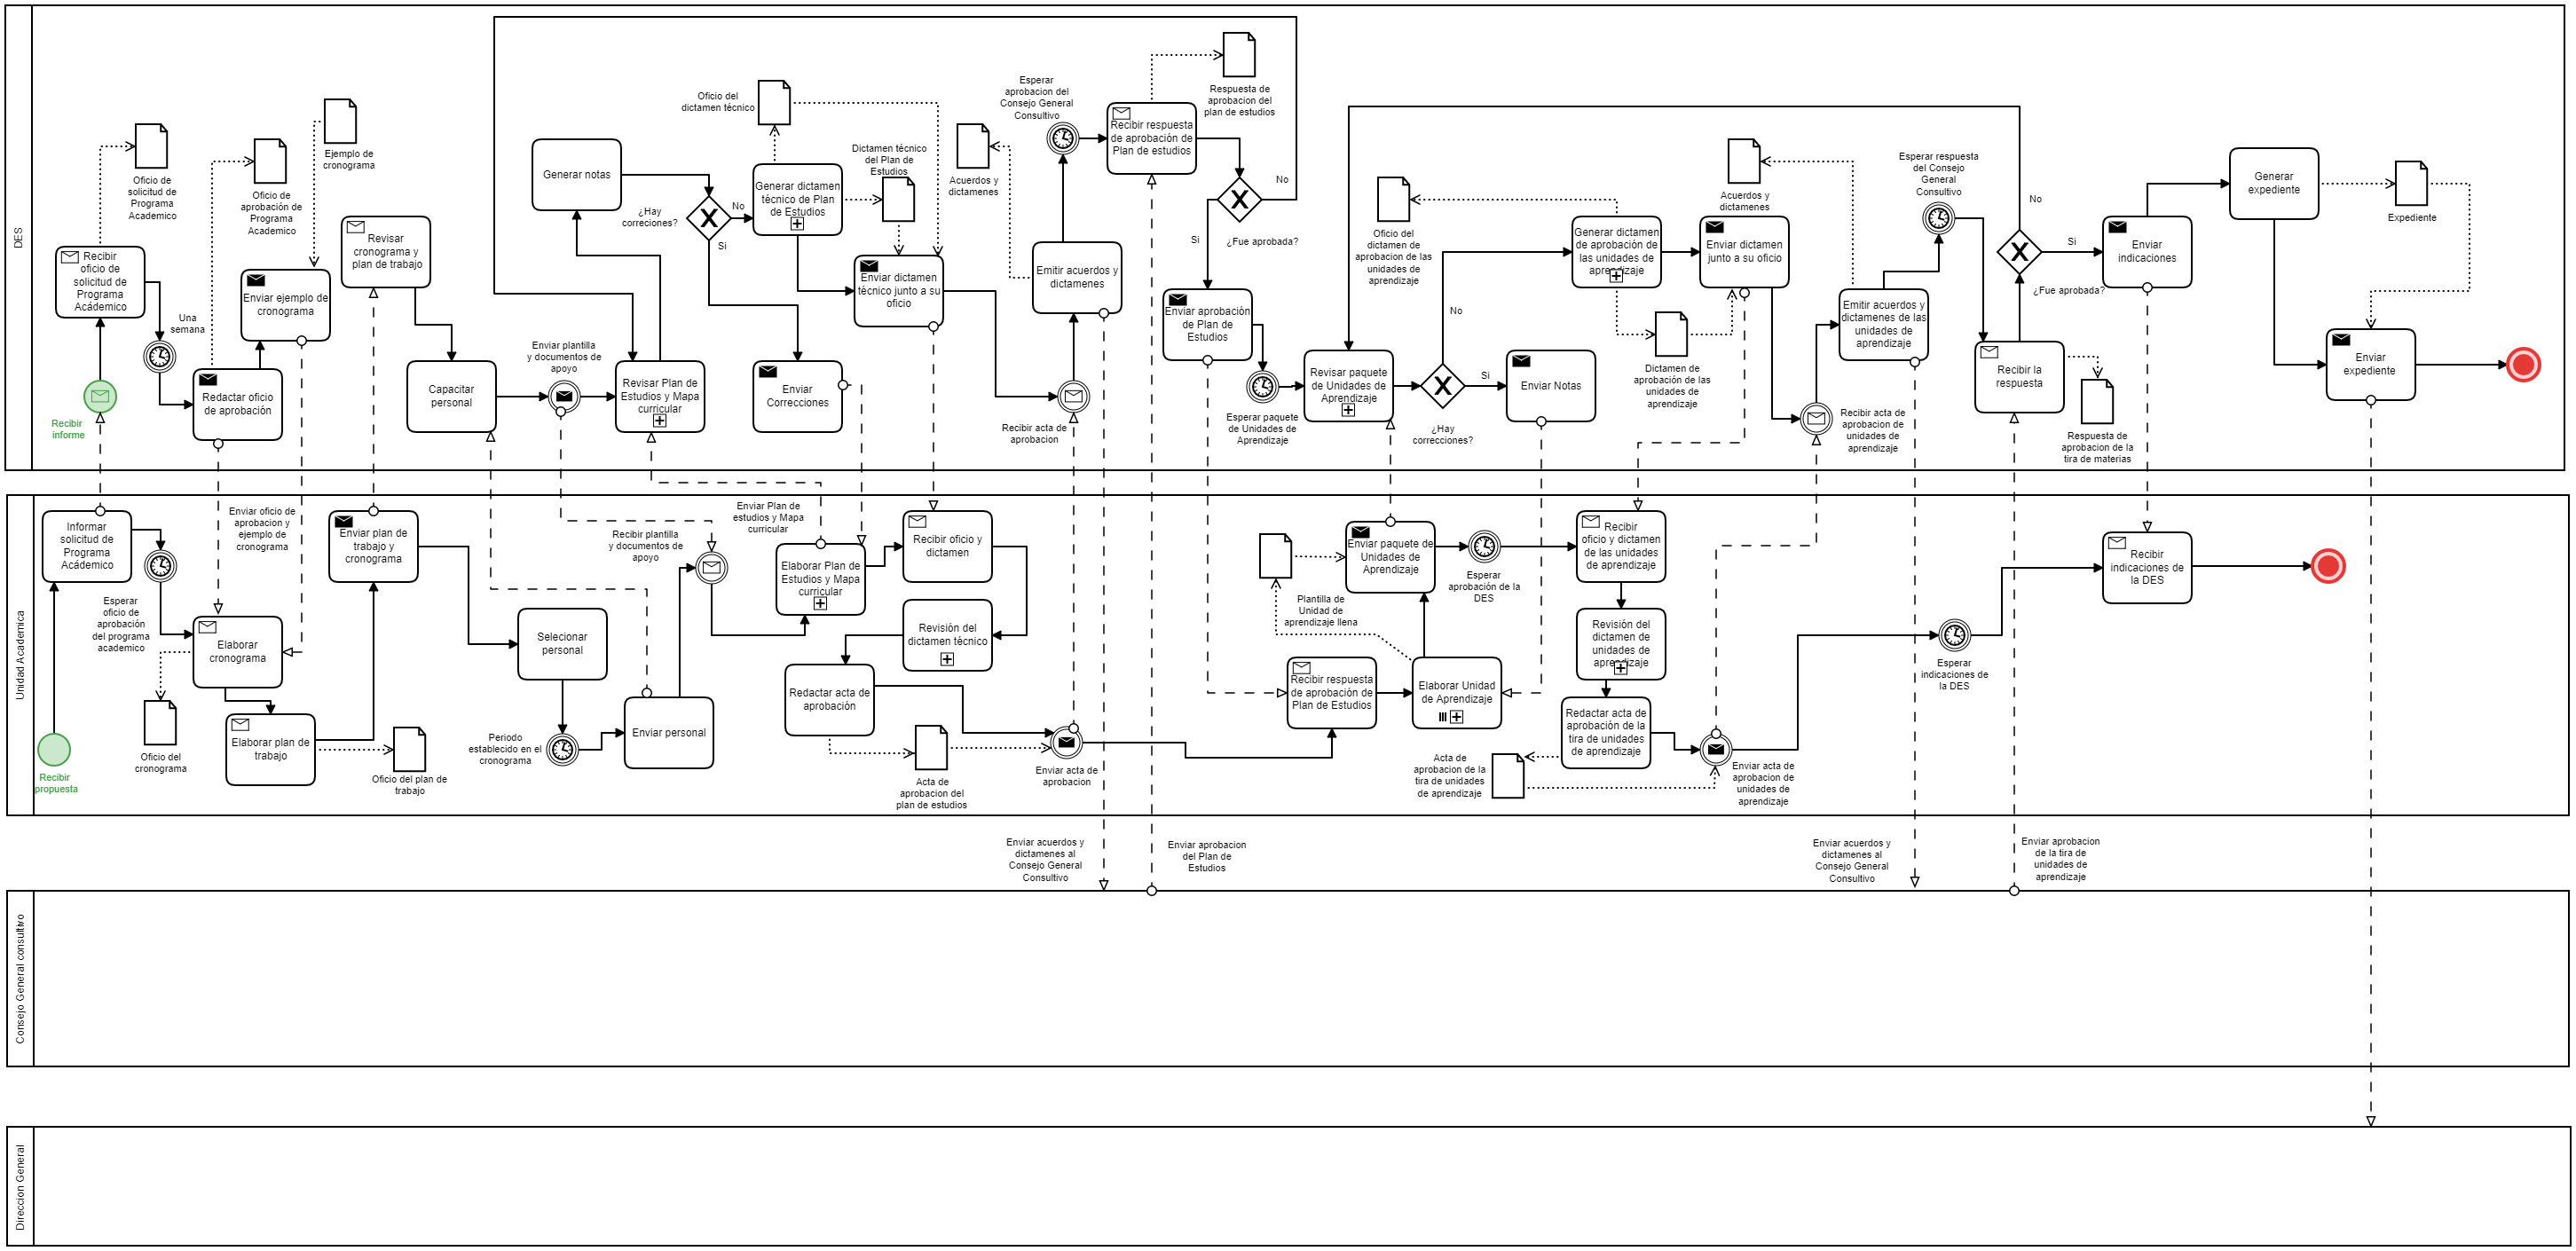 DES
Oficio de
solicitud de
Programa
Academico
Recibir
oficio de
solicitud de
Programa
Acádemico
Recibir
informe
Una
semana
Oficio de
aprobación de
Programa
Academico
Ejemplo de
cronograma
Enviar ejemplo de
cronograma
Redactar oficio
de aprobación
Revisar
cronograma y
plan de trabajo
Capacitar
personal
Enviar plantilla
y documentos de
apoyo
Generar notas
Revisar Plan de
Estudios y Mapa
curricular
¿Hay
correciones?
No
Si
Oficio del
dictamen técnico
Generar dictamen
técnico de Plan
de Estudios
Enviar
Correcciones
Dictamen técnico
del Plan de
Estudios
Enviar dictamen
técnico junto a su
oficio
Acuerdos y
dictamenes
Esperar
aprobacion del
Consejo General
Consultivo
Emitir acuerdos y
dictamenes
Recibir acta de
aprobacion
Recibir respuesta
de aprobación de
Plan de estudios
Respuesta de
aprobacion del
plan de estudios
No
Si
¿Fue aprobada?
Enviar aprobación
de Plan de
Estudios
Esperar paquete
de Unidades de
Aprendizaje
Revisar paquete
de Unidades de
Aprendizaje
Oficio del
dictamen de
aprobacion de las
unidades de
aprendizaje
No
Si
¿Hay
correcciones?
Enviar Notas
Generar dictamen
de aprobación de
las unidades de
aprendizaje
Dictamen de
aprobación de las
unidades de
aprendizaje
Acuerdos y
dictamenes
Enviar dictamen
junto a su oficio
Emitir acuerdos y
dictamenes de las
unidades de
aprendizaje
Recibir acta de
aprobacion de
unidades de
aprendizaje
Esperar respuesta
del Consejo
General
Consultivo
Recibir la
respuesta
No
Si
¿Fue aprobada?
Respuesta de
aprobacion de la
tira de materias
Enviar
indicaciones
Generar
expediente
Expediente
Enviar
expediente
Unidad Academica
Informar
solicitud de
Programa
Acádemico
Recibir
propuesta
Esperar
oficio de
aprobación
del programa
academico
Enviar oficio de
aprobacion y
ejemplo de
cronograma
Elaborar
cronograma
Oficio del
cronograma
Elaborar plan de
trabajo
Enviar plan de
trabajo y
cronograma
Oficio del plan de
trabajo
Selecionar
personal
Periodo
establecido en el
cronograma
Enviar personal
Recibir plantilla
y documentos de
apoyo
Enviar Plan de
estudios y Mapa
curricular
Elaborar Plan de
Estudios y Mapa
curricular
Recibir oficio y
dictamen
Revisión del
dictamen técnico
Redactar acta de
aprobación
Acta de
aprobacion del
plan de estudios
Enviar acta de
aprobacion
Plantilla de
Unidad de
aprendizaje llena
Recibir respuesta
de aprobación de
Plan de Estudios
Enviar paquete de
Unidades de
Aprendizaje
Elaborar Unidad
de Aprendizaje
Esperar
aprobación de la
DES
Recibir
oficio y dictamen
de las unidades
de aprendizaje
Revisión del
dictamen de
unidades de
aprendizaje
Redactar acta de
aprobación de la
tira de unidades
de aprendizaje
Acta de
aprobacion de la
tira de unidades
de aprendizaje
Enviar acta de
aprobacion de
unidades de
aprendizaje
Esperar
indicaciones de
la DES
Recibir
indicaciones de
la DES
Enviar acuerdos y
dictamenes al
Consejo General
Consultivo
Enviar aprobacion
del Plan de
Estudios
Enviar acuerdos y
dictamenes al
Consejo General
Consultivo
Enviar aprobacion
de la tira de
unidades de
aprendizaje
Consejo General consultivo
Direccion General